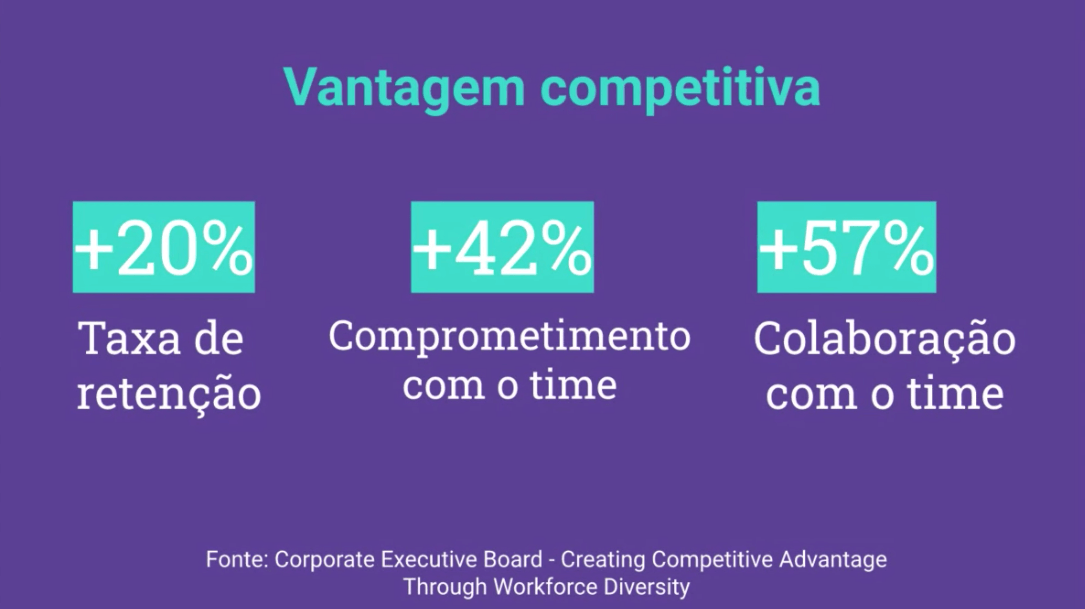 Vantagem competitiva
+20%
Taxa de
retenção
+42%
Comprometimento
com o time
+57%
Colaboração
com o time
Fonte: Corporate Executive Board - Creating Competitive Advantage
Through Workforce Diversity